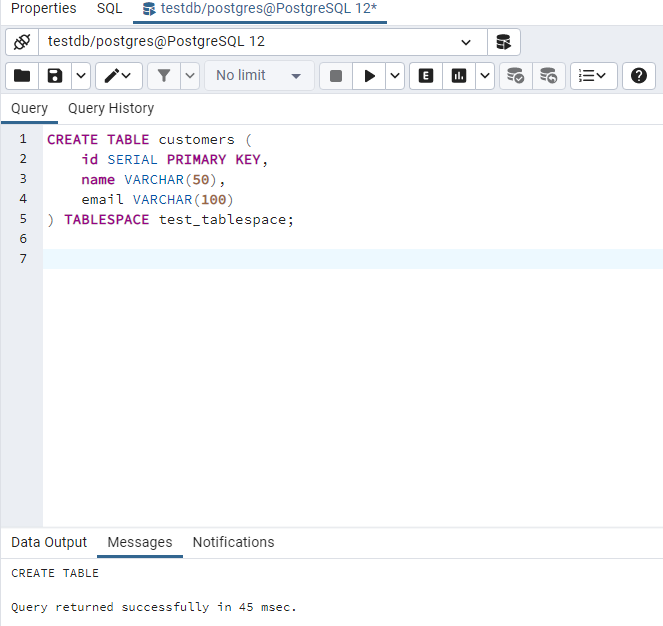 Properties SQL testdb/postgres@PostgreSQL 12*
testdb/postgres@PostgreSQL 12
No limit E ?
Query Query History
1 CREATE TABLE customers (
2 id SERIAL PRIMARY KEY,
3 name VARCHAR(50),
4 email VARCHAR(100)
5 ) TABLESPACE test_tablespace;
6
7
Data Output Messages Notifications
CREATE TABLE
Query returned successfully in 45 msec.